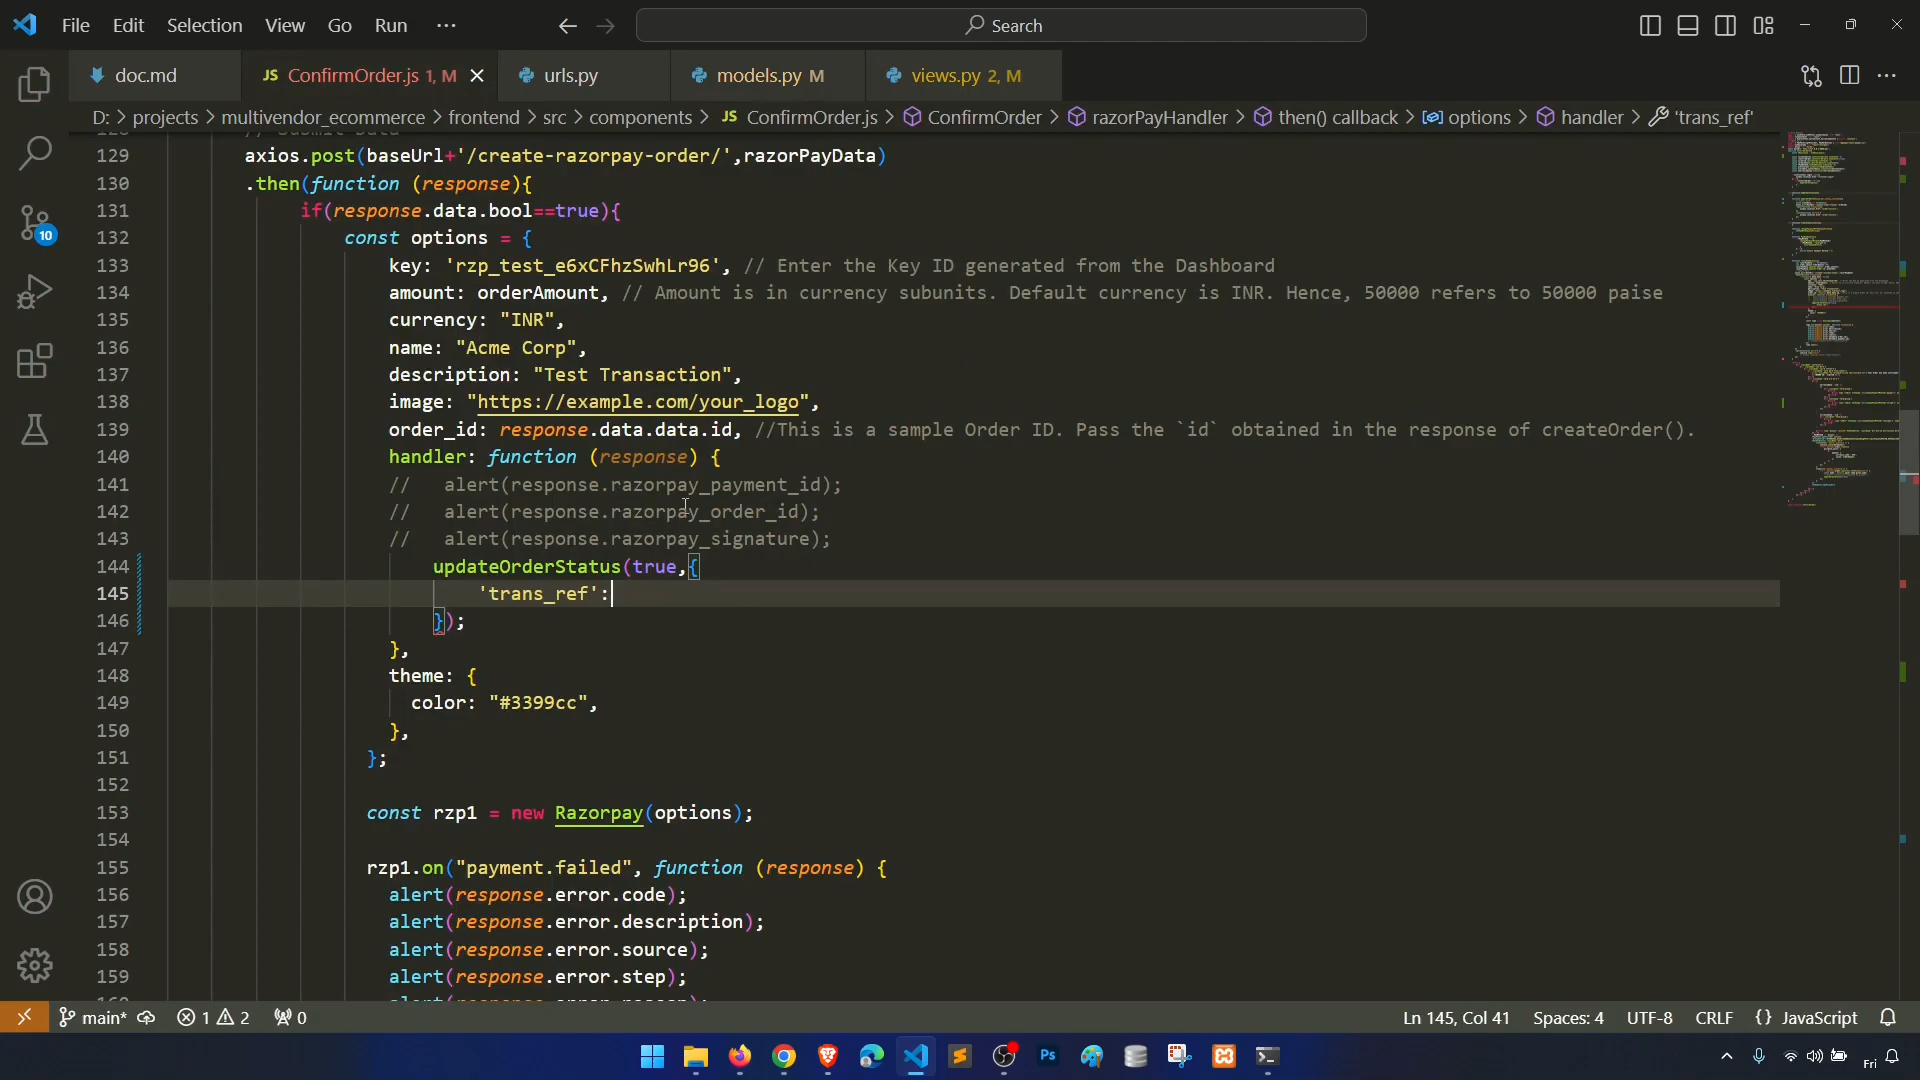 File Edit Selection View Go Run ···
Search
doc.md
JS ConfirmOrder.js 1, M
urls.py
models.py M
views.py 2, M
D: > projects > multivendor_ecommerce > frontend > src > components > JS ConfirmOrder.js > ConfirmOrder > razorPayHandler > then() callback > options > handler > 'trans_ref'
129 axios.post(baseUrl+'/create-razorpay-order/',razorPayData)
130 .then(function (response){
131 if(response.data.bool==true){
132 const options = {
133 key: 'rzp_test_e6xCFhzSwhLr96', // Enter the Key ID generated from the Dashboard
134 amount: orderAmount, // Amount is in currency subunits. Default currency is INR. Hence, 50000 refers to 50000 paise
135 currency: "INR",
136 name: "Acme Corp",
137 description: "Test Transaction",
138 image: "https://example.com/your_logo",
139 order_id: response.data.data.id, //This is a sample Order ID. Pass the `id` obtained in the response of createOrder().
140 handler: function (response) {
141 // alert(response.razorpay_payment_id);
142 // alert(response.razorpay_order_id);
143 // alert(response.razorpay_signature);
144 updateOrderStatus(true,{
145 'trans_ref':
146 });
147 },
148 theme: {
149 color: "#3399cc",
150 },
151 };
152
153 const rzp1 = new Razorpay(options);
154
155 rzp1.on("payment.failed", function (response) {
156 alert(response.error.code);
157 alert(response.error.description);
158 alert(response.error.source);
159 alert(response.error.step);
10
main* 1 2 0
Ln 145, Col 41 Spaces: 4 UTF-8 CRLF {} JavaScript
Ps
Fri